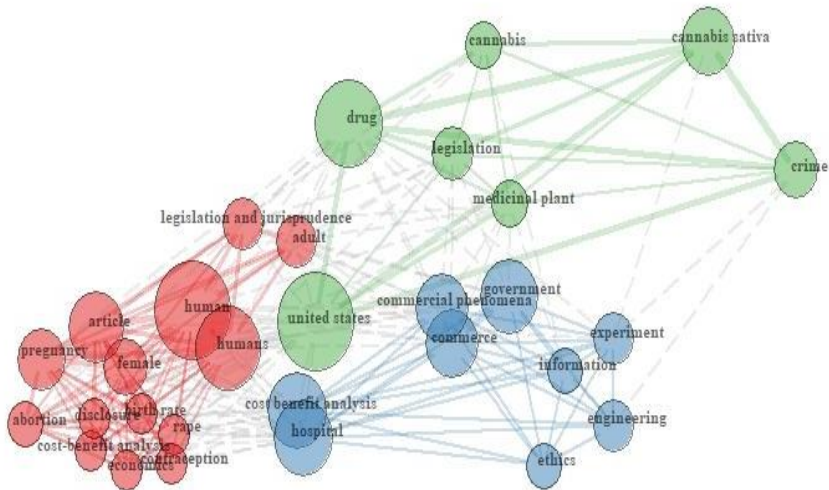 cannabis
cannabis sativa
drug
legislation
crime
medicinal plant
legislation and jurisprudence
adult
human
government
commercial phenomena
article
united states
experiment
commerce
humans
pregnancy
female
information
cost benefit analysis
birth rate
disclosure
abortion
engineering
rape
hospital
cost-benefit analysis
contraception
economics
ethics